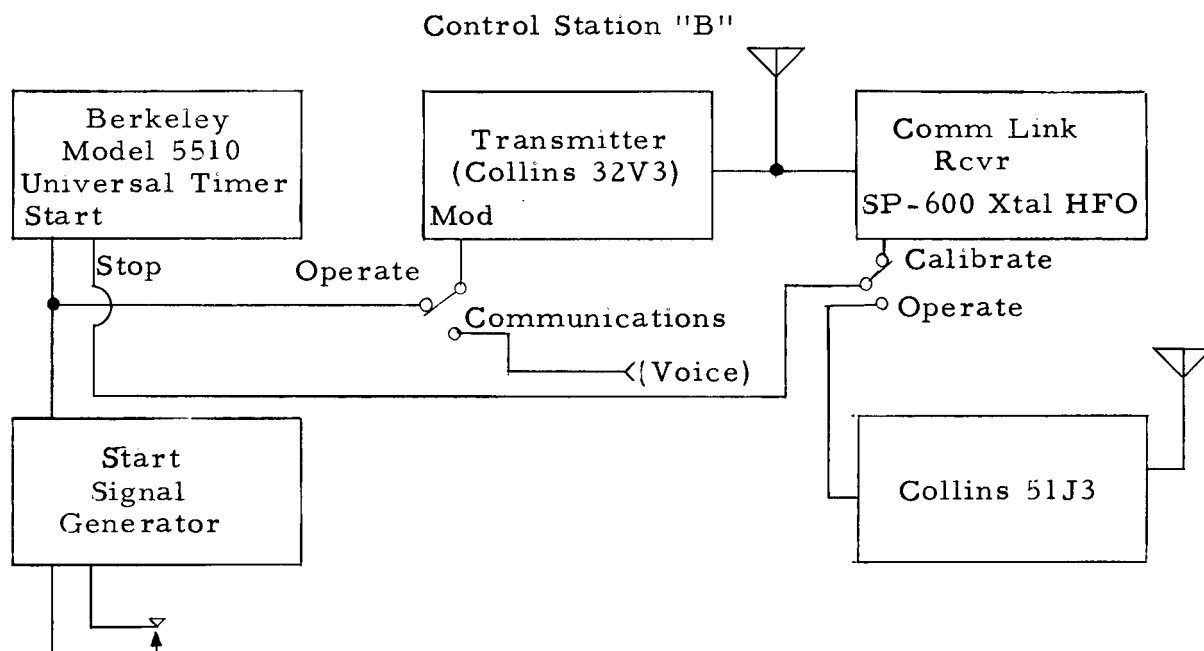 Control Station "B"
Berkeley
Model 5510
Universal Timer
Start
Stop
Transmitter
(Collins 32V3)
Mod
Comm Link
Rcvr
SP-600 Xtal HFO
Operate
Communications
(Voice)
Calibrate
Operate
Start
Signal
Generator
Collins 51J3